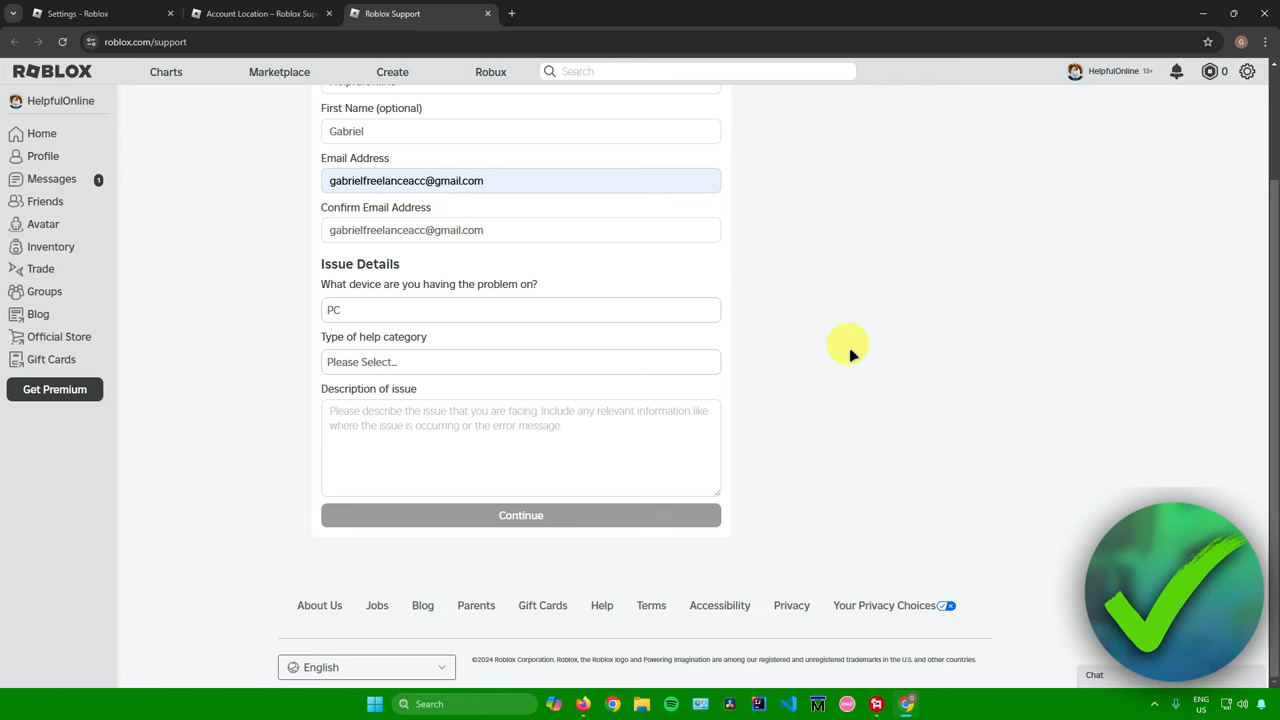 Settings - Roblox
Account Location – Roblox Sup
Roblox Support
roblox.com/support
G
ROBLOX
Charts
Marketplace
Create
Robux
Search
HelpfulOnline 13+
0
HelpfulOnline
Home
Profile
Messages 1
Friends
Avatar
Inventory
Trade
Groups
Blog
Official Store
Gift Cards
Get Premium
First Name (optional)
Gabriel
Email Address
gabrielfreelanceacc@gmail.com
Confirm Email Address
gabrielfreelanceacc@gmail.com
Issue Details
What device are you having the problem on?
PC
Type of help category
Please Select...
Description of issue
Please describe the issue that you are facing. Include any relevant information like
where the issue is occurring or the error message.
Continue
About Us
Jobs
Blog
Parents
Gift Cards
Help
Terms
Accessibility
Privacy
Your Privacy Choices
English
©2024 Roblox Corporation. Roblox, the Roblox logo and Powering Imagination are among our registered and unregistered trademarks in the U.S. and other countries.
Chat
Search
ENG
US